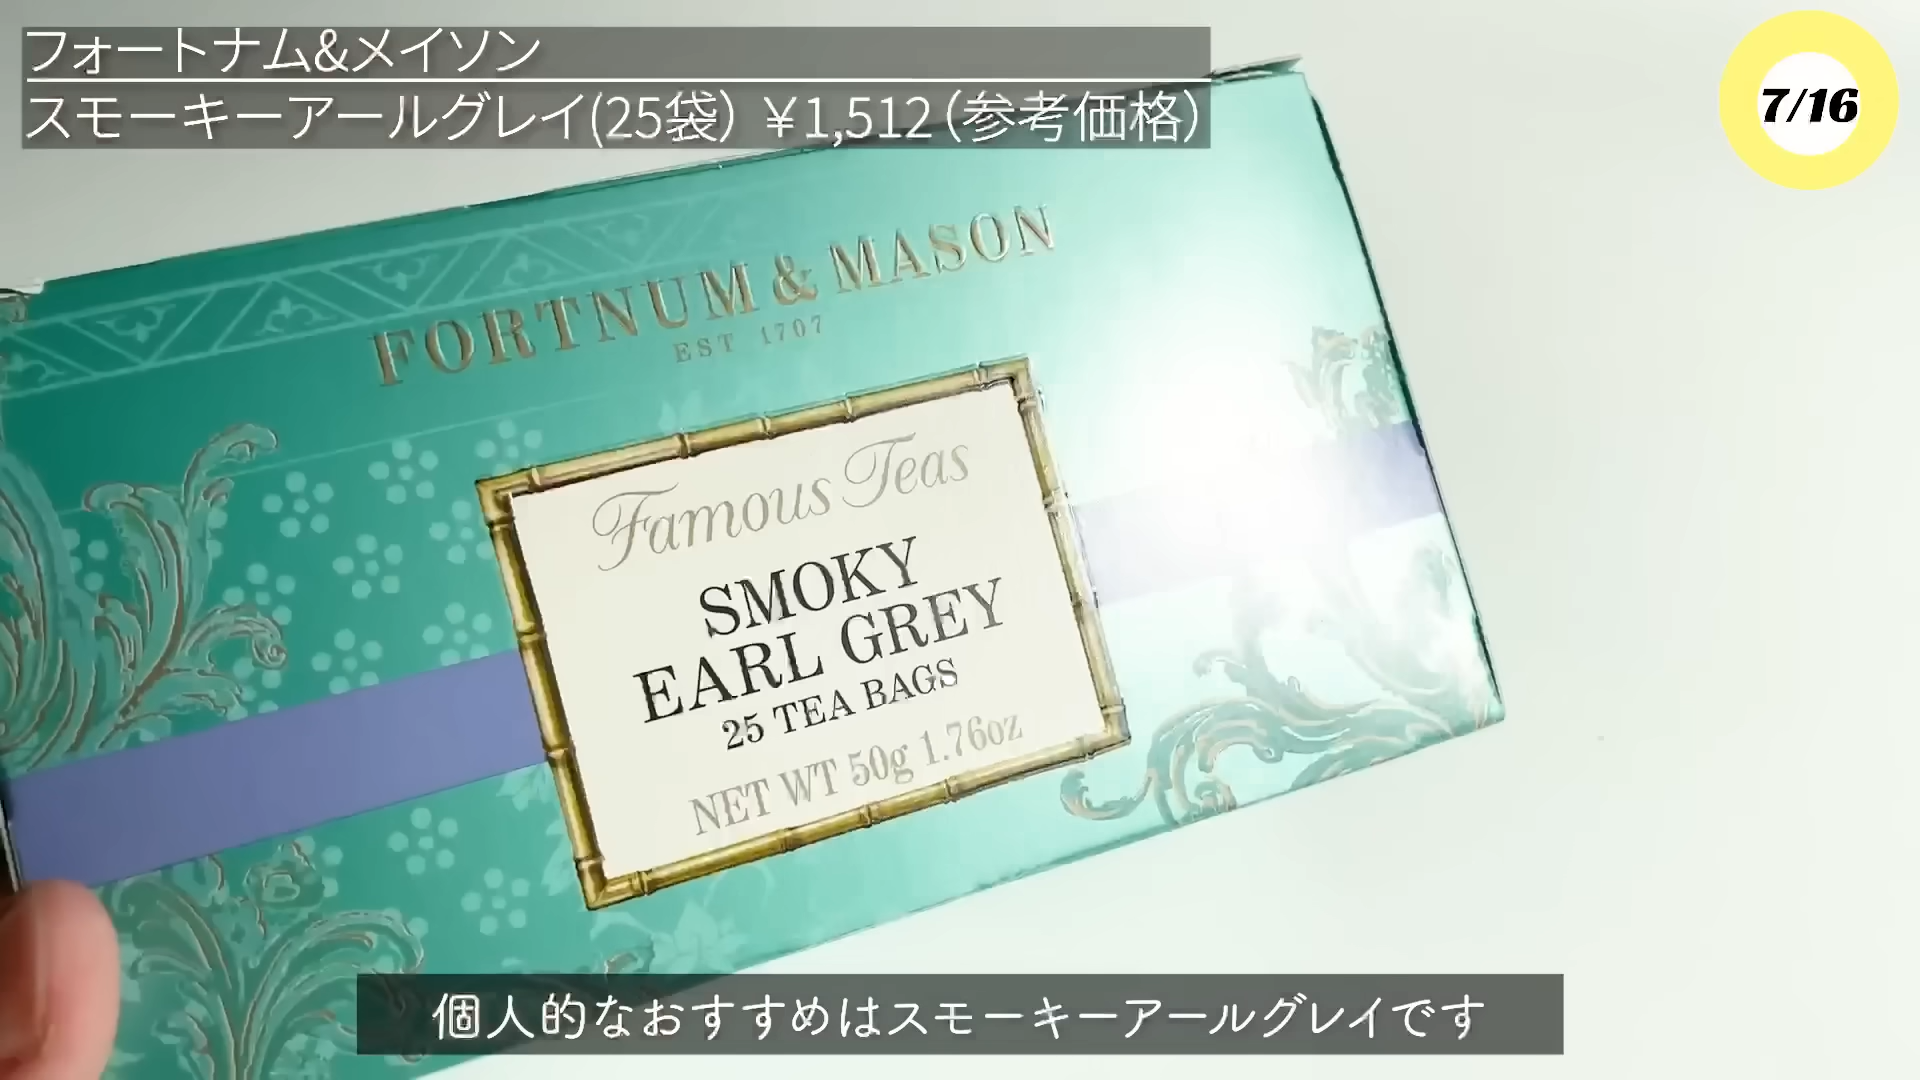 フォートナム&メイソン
スモーキーアールグレイ(25袋) ￥1,512(参考価格)
7/16
FORTNUM & MASON
EST 1707
Famous Teas
SMOKY
EARL GREY
25 TEA BAGS
NET WT 50g 1.76oz
個人的なおすすめはスモーキーアールグレイです